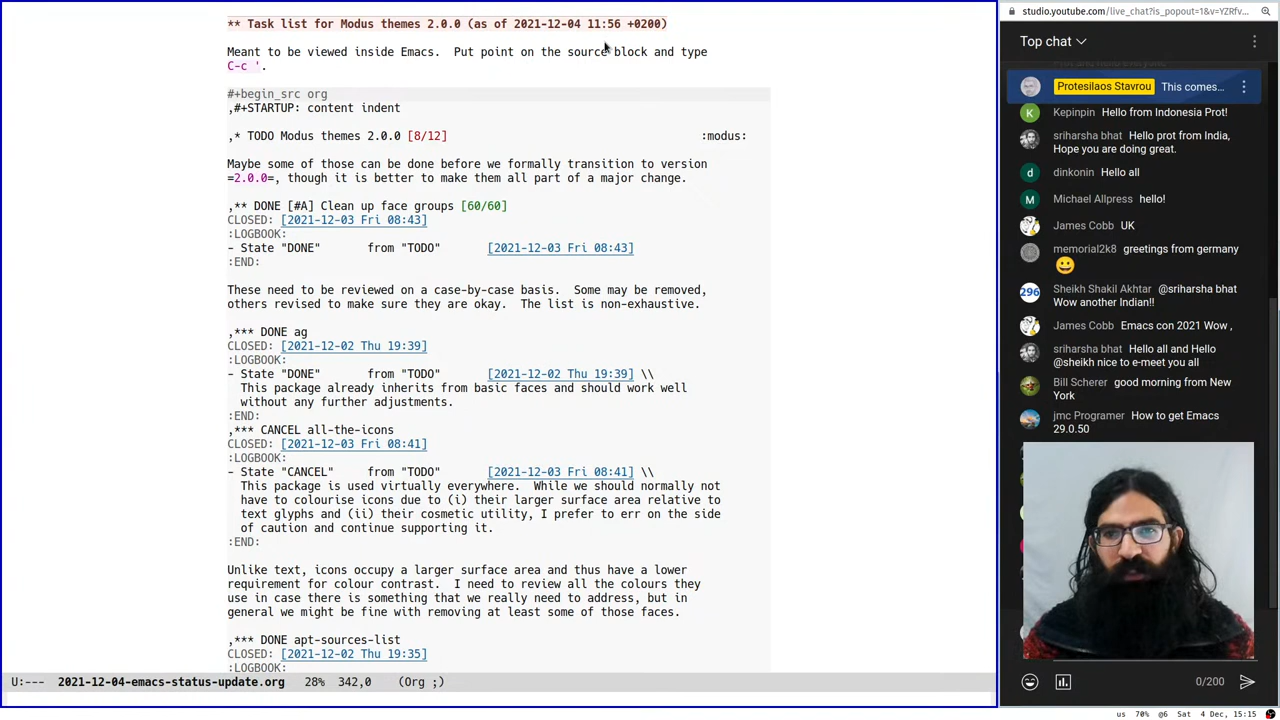 ** Task list for Modus themes 2.0.0 (as of 2021-12-04 11:56 +0200)
Meant to be viewed inside Emacs.  Put point on the source block and type
C-c '.
#+begin_src org
,#+STARTUP: content indent
,* TODO Modus themes 2.0.0 [8/12] :modus:
Maybe some of those can be done before we formally transition to version
=2.0.0=, though it is better to make them all part of a major change.
,** DONE [#A] Clean up face groups [60/60]
CLOSED: [2021-12-03 Fri 08:43]
:LOGBOOK:
- State "DONE"       from "TODO"       [2021-12-03 Fri 08:43]
:END:
These need to be reviewed on a case-by-case basis.  Some may be removed,
others revised to make sure they are okay.  The list is non-exhaustive.
,*** DONE ag
CLOSED: [2021-12-02 Thu 19:39]
:LOGBOOK:
- State "DONE"       from "TODO"       [2021-12-02 Thu 19:39] \\
This package already inherits from basic faces and should work well
without any further adjustments.
:END:
,*** CANCEL all-the-icons
CLOSED: [2021-12-03 Fri 08:41]
:LOGBOOK:
- State "CANCEL"     from "TODO"       [2021-12-03 Fri 08:41] \\
This package is used virtually everywhere.  While we should normally not
have to colourise icons due to (i) their larger surface area relative to
text glyphs and (ii) their cosmetic utility, I prefer to err on the side
of caution and continue supporting it.
:END:
Unlike text, icons occupy a larger surface area and thus have a lower
requirement for colour contrast.  I need to review all the colours they
use in case there is something that we really need to address, but in
general we might be fine with removing at least some of those faces.
,*** DONE apt-sources-list
CLOSED: [2021-12-02 Thu 19:35]
:LOGBOOK:
U:---  2021-12-04-emacs-status-update.org   28%  342,0   (Org ;)
studio.youtube.com/live_chat?is_popout=1&v=YZRfv...
Top chat
Protesilaos Stavrou This comes...
K Kepinpin Hello from Indonesia Prot!
sriharsha bhat Hello prot from India,
Hope you are doing great.
d dinkonin Hello all
M Michael Allpress hello!
James Cobb UK
memorial2k8 greetings from germany
296 Sheikh Shakil Akhtar @sriharsha bhat
Wow another Indian!!
James Cobb Emacs con 2021 Wow ,
sriharsha bhat Hello all and Hello
@sheikh nice to e-meet you all
Bill Scherer good morning from New
York
jmc Programer How to get Emacs
29.0.50
0/200
us 70% @6 Sat 4 Dec, 15:15